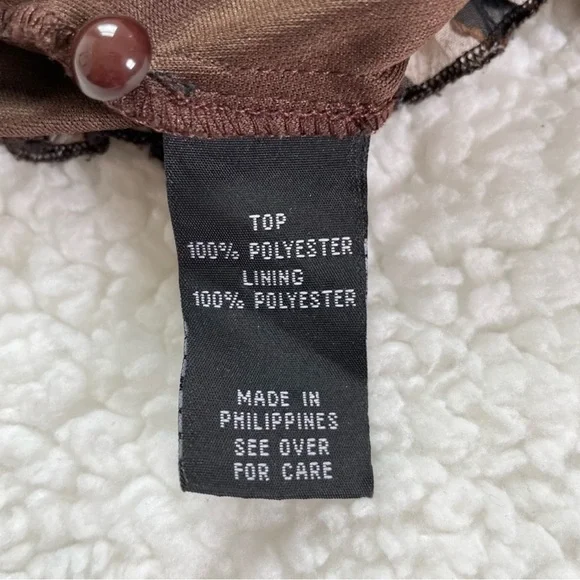 TOP
100% POLYESTER
LINING
100% POLYESTER
MADE IN
PHILIPPINES
SEE OVER
FOR CARE